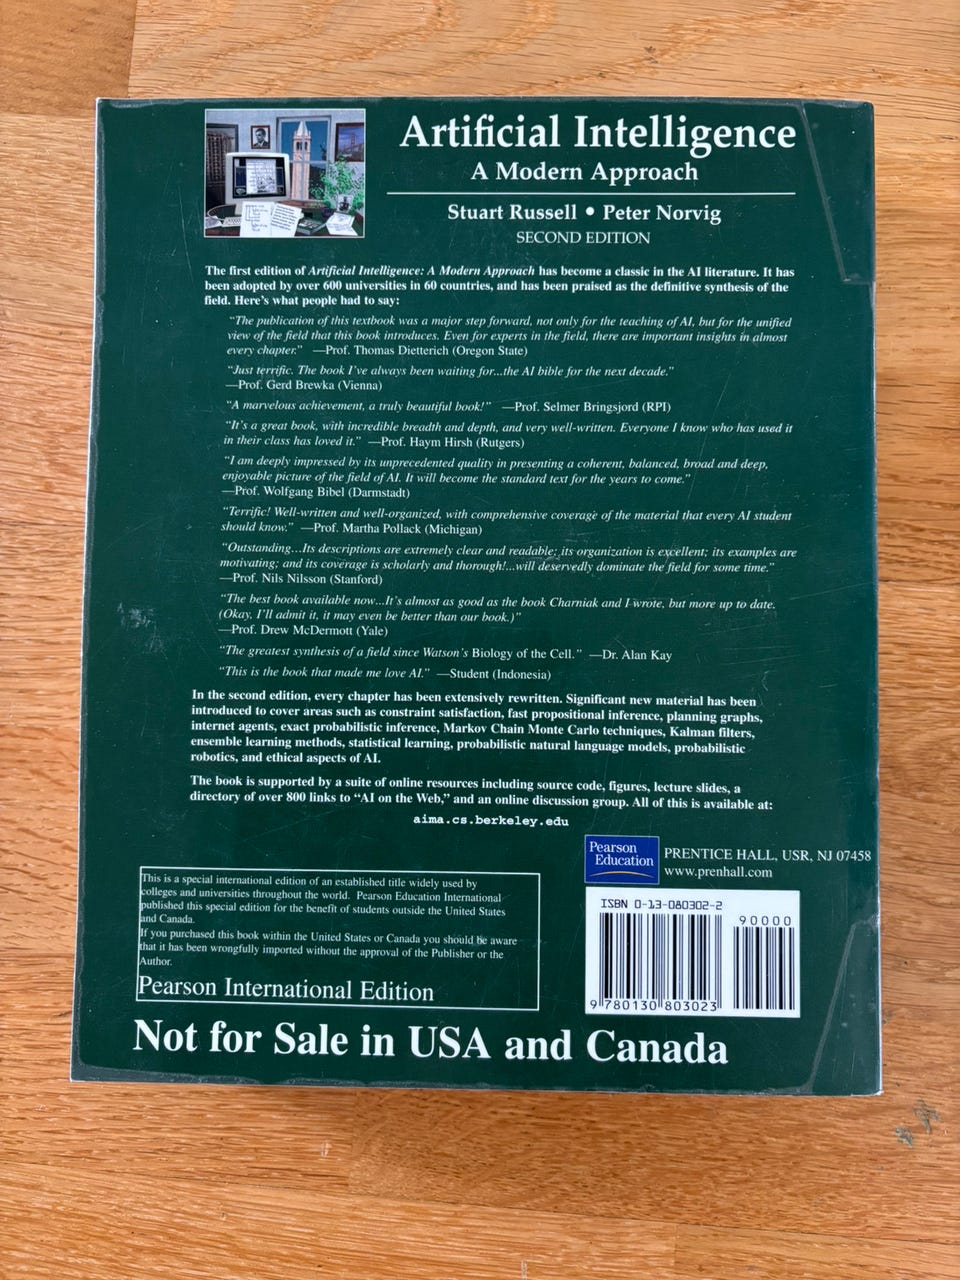 Artificial Intelligence
A Modern Approach
Stuart Russell • Peter Norvig
SECOND EDITION
The first edition of Artificial Intelligence: A Modern Approach has become a classic in the AI literature. It has
been adopted by over 600 universities in 60 countries, and has been praised as the definitive synthesis of the
field. Here's what people had to say:
“The publication of this textbook was a major step forward, not only for the teaching of AI, but for the unified
view of the field that this book introduces. Even for experts in the field, there are important insights in almost
every chapter.” —Prof. Thomas Dietterich (Oregon State)
“Just terrific. The book I've always been waiting for...the AI bible for the next decade.”
—Prof. Gerd Brewka (Vienna)
“A marvelous achievement, a truly beautiful book!” —Prof. Selmer Bringsjord (RPI)
“It's a great book, with incredible breadth and depth, and very well-written. Everyone I know who has used it
in their class has loved it.” —Prof. Haym Hirsh (Rutgers)
“I am deeply impressed by its unprecedented quality in presenting a coherent, balanced, broad and deep,
enjoyable picture of the field of AI. It will become the standard text for the years to come.”
—Prof. Wolfgang Bibel (Darmstadt)
“Terrific! Well-written and well-organized, with comprehensive coverage of the material that every AI student
should know.” —Prof. Martha Pollack (Michigan)
“Outstanding...Its descriptions are extremely clear and readable; its organization is excellent; its examples are
motivating; and its coverage is scholarly and thorough!...will deservedly dominate the field for some time.”
—Prof. Nils Nilsson (Stanford)
“The best book available now...It's almost as good as the book Charniak and I wrote, but more up to date.
(Okay, I'll admit it, it may even be better than our book.)”
—Prof. Drew McDermott (Yale)
“The greatest synthesis of a field since Watson's Biology of the Cell.” —Dr. Alan Kay
“This is the book that made me love AI.” —Student (Indonesia)
In the second edition, every chapter has been extensively rewritten. Significant new material has been
introduced to cover areas such as constraint satisfaction, fast propositional inference, planning graphs,
internet agents, exact probabilistic inference, Markov Chain Monte Carlo techniques, Kalman filters,
ensemble learning methods, statistical learning, probabilistic natural language models, probabilistic
robotics, and ethical aspects of AI.
The book is supported by a suite of online resources including source code, figures, lecture slides, a
directory of over 800 links to “AI on the Web,” and an online discussion group. All of this is available at:
aima.cs.berkeley.edu
Pearson
Education
PRENTICE HALL, USR, NJ 07458
www.prenhall.com
This is a special international edition of an established title widely used by
colleges and universities throughout the world. Pearson Education International
published this special edition for the benefit of students outside the United States
and Canada.
If you purchased this book within the United States or Canada you should be aware
that it has been wrongfully imported without the approval of the Publisher or the
Author.
Pearson International Edition
ISBN 0-13-080302-2
90000
9 780130 803023
Not for Sale in USA and Canada